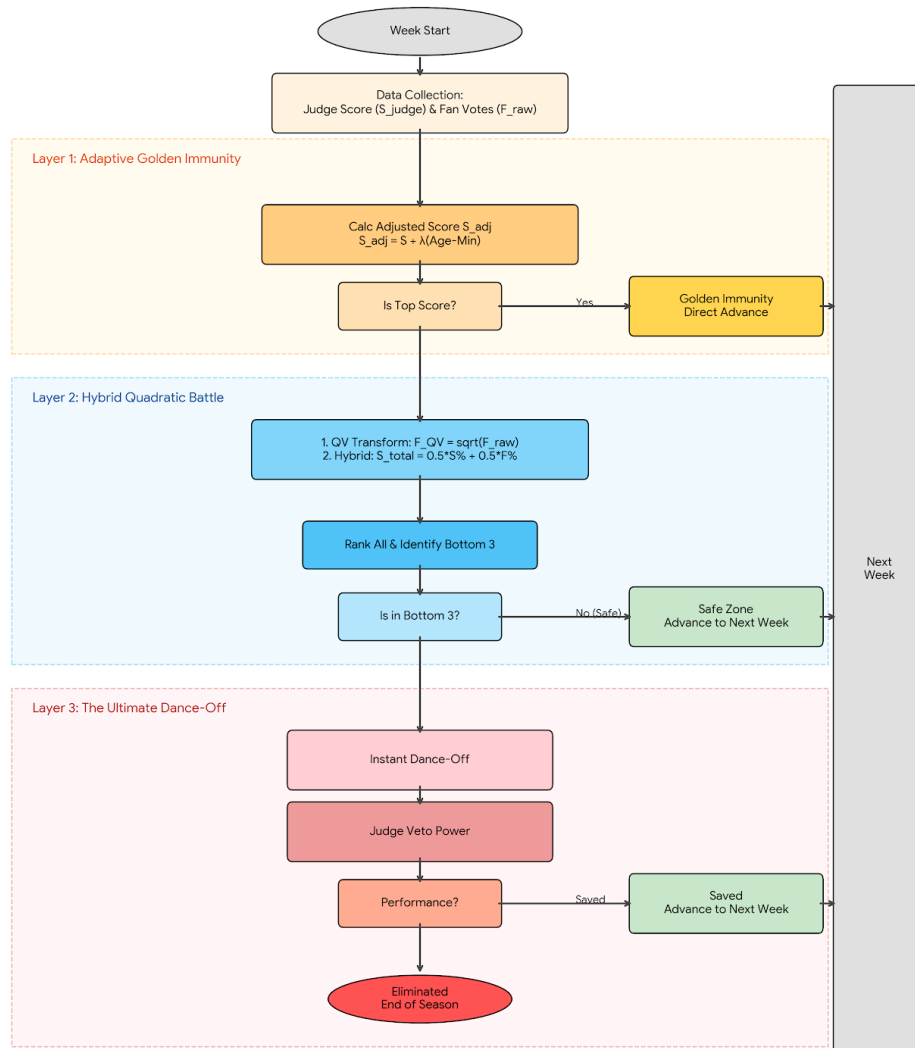 Week Start
Data Collection:
Judge Score (S_judge) & Fan Votes (F_raw)
Layer 1: Adaptive Golden Immunity
Calc Adjusted Score S_adj
S_adj = S + λ(Age-Min)
Is Top Score?
Yes
Golden Immunity
Direct Advance
Layer 2: Hybrid Quadratic Battle
1. QV Transform: F_QV = sqrt(F_raw)
2. Hybrid: S_total = 0.5*S% + 0.5*F%
Rank All & Identify Bottom 3
Next
Week
Is in Bottom 3?
No (Safe)
Safe Zone
Advance to Next Week
Layer 3: The Ultimate Dance-Off
Instant Dance-Off
Judge Veto Power
Performance?
Saved
Saved
Advance to Next Week
Eliminated
End of Season